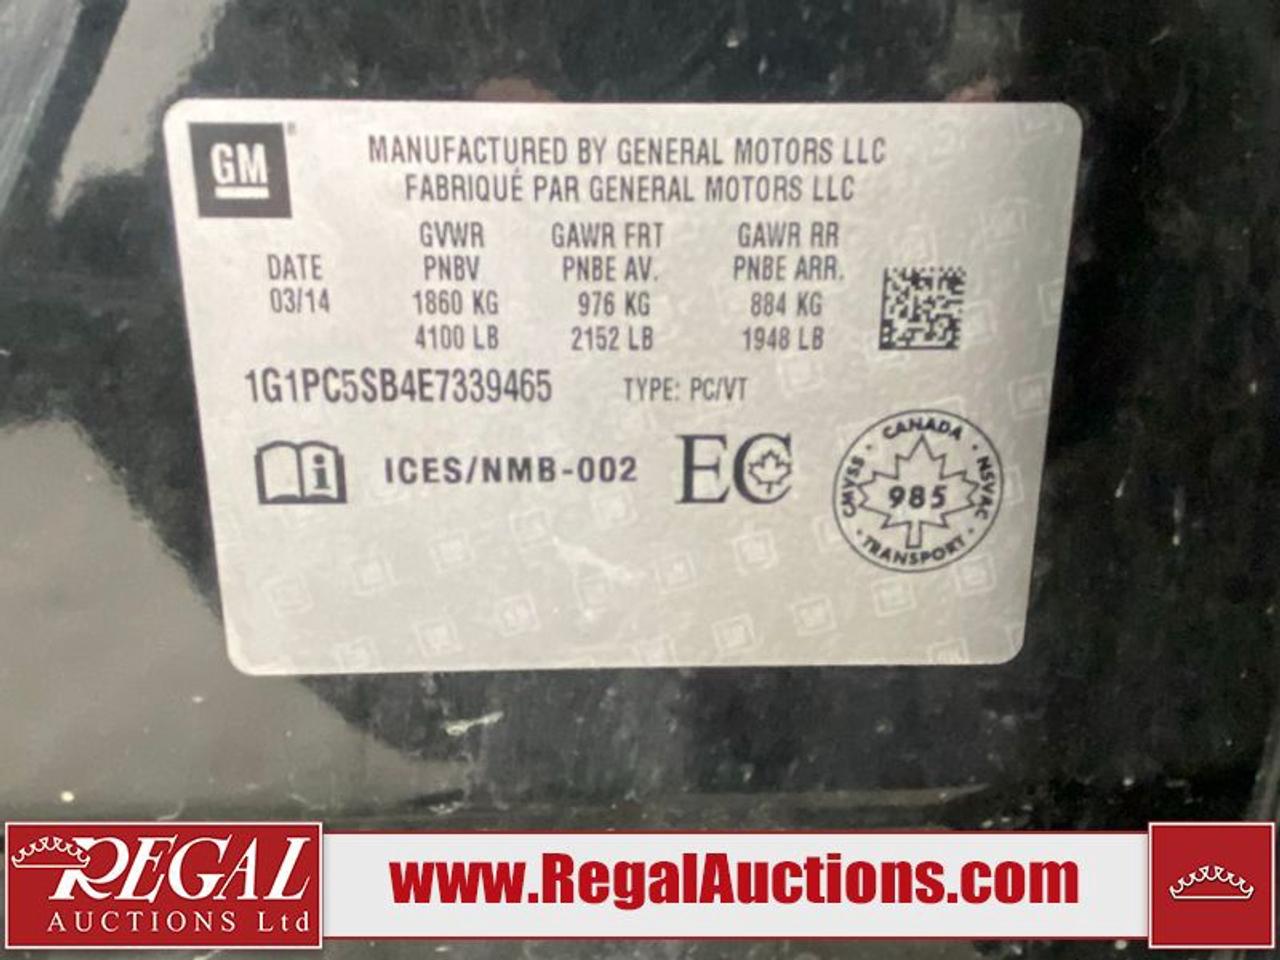 GM
MANUFACTURED BY GENERAL MOTORS LLC
FABRIQUÉ PAR GENERAL MOTORS LLC
GVWR GAWR FRT GAWR RR
DATE PNBV PNBE AV. PNBE ARR.
03/14 1860 KG 976 KG 884 KG
4100 LB 2152 LB 1948 LB
1G1PC5SB4E7339465 TYPE: PC/VT
i ICES/NMB-002 EC
CANADA
CMVSS 985 NSVAC
TRANSPORT
REGAL
AUCTIONS Ltd
www.RegalAuctions.com